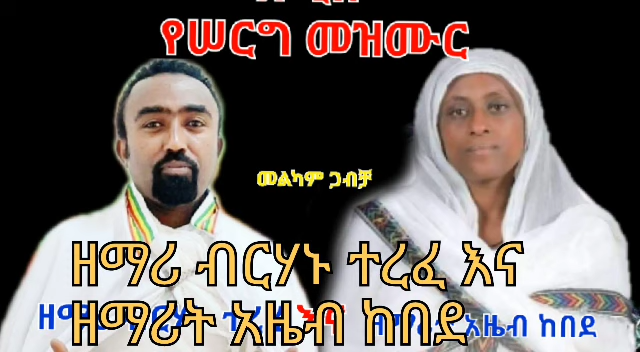 የሠርግ መዝሙር
መልካም ጋብቻ
ዘማሪ ብርሃኑ ተረፈ እና
ዘማሪት አዜብ ከበደ
አዜብ ከበደ